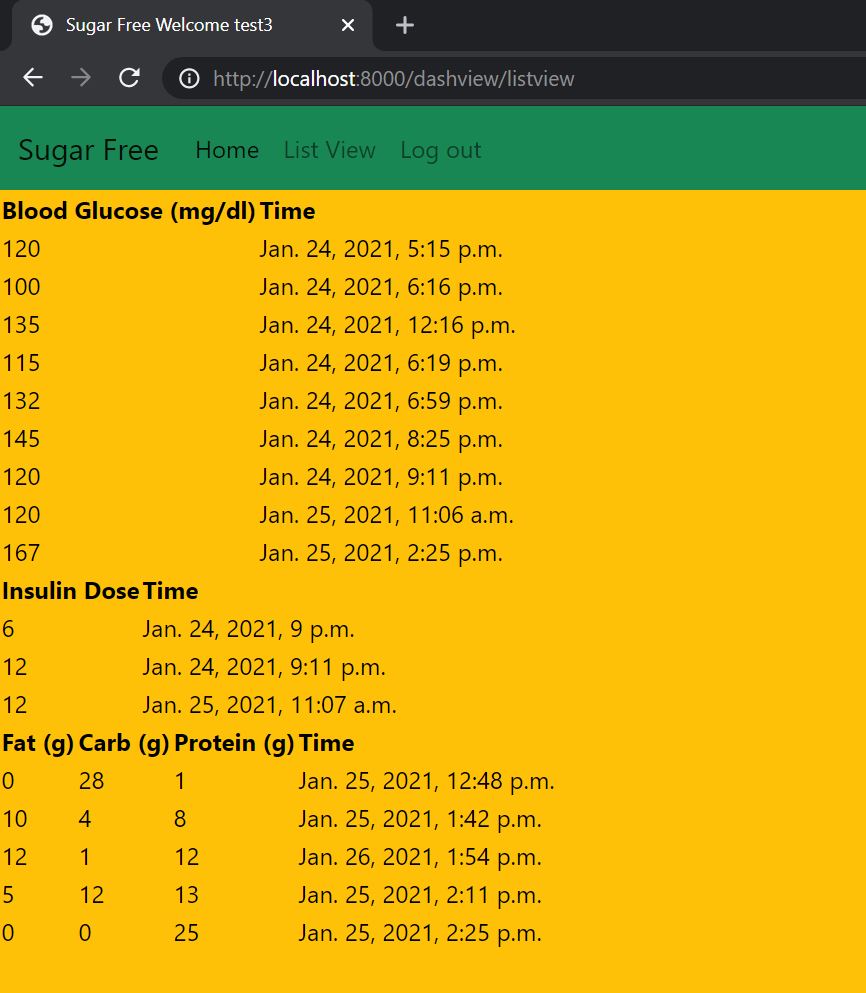 Sugar Free Welcome test3
http://localhost:8000/dashview/listview
Sugar Free Home List View Log out
Blood Glucose (mg/dl) Time
120 Jan. 24, 2021, 5:15 p.m.
100 Jan. 24, 2021, 6:16 p.m.
135 Jan. 24, 2021, 12:16 p.m.
115 Jan. 24, 2021, 6:19 p.m.
132 Jan. 24, 2021, 6:59 p.m.
145 Jan. 24, 2021, 8:25 p.m.
120 Jan. 24, 2021, 9:11 p.m.
120 Jan. 25, 2021, 11:06 a.m.
167 Jan. 25, 2021, 2:25 p.m.
Insulin Dose Time
6 Jan. 24, 2021, 9 p.m.
12 Jan. 24, 2021, 9:11 p.m.
12 Jan. 25, 2021, 11:07 a.m.
Fat (g) Carb (g) Protein (g) Time
0 28 1 Jan. 25, 2021, 12:48 p.m.
10 4 8 Jan. 25, 2021, 1:42 p.m.
12 1 12 Jan. 26, 2021, 1:54 p.m.
5 12 13 Jan. 25, 2021, 2:11 p.m.
0 0 25 Jan. 25, 2021, 2:25 p.m.